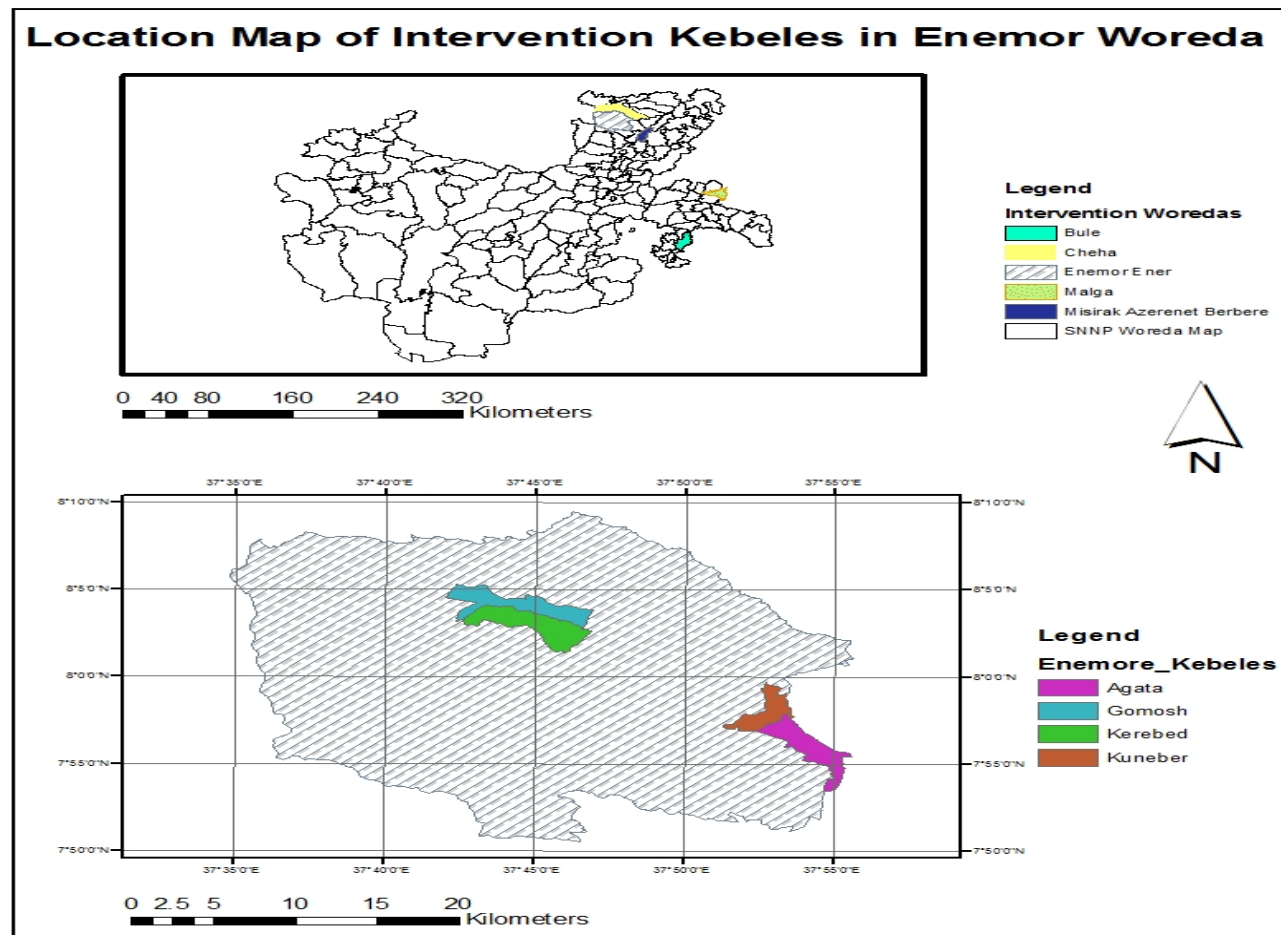 Location Map of Intervention Kebeles in Enemor Woreda
Legend
Intervention Woredas
Bule
Cheha
Enemor Ener
Malga
Misirak Azerenet Berbere
SNNP Woreda Map
0 40 80 160 240 320
Kilometers
N
37°35'0"E 37°40'0"E 37°45'0"E 37°50'0"E 37°55'0"E
8°10'0"N 8°10'0"N
8°5'0"N 8°5'0"N
8°0'0"N 8°0'0"N
7°55'0"N 7°55'0"N
7°50'0"N 7°50'0"N
37°35'0"E 37°40'0"E 37°45'0"E 37°50'0"E 37°55'0"E
Legend
Enemore_Kebeles
Agata
Gomosh
Kerebed
Kuneber
0 2.5 5 10 15 20
Kilometers